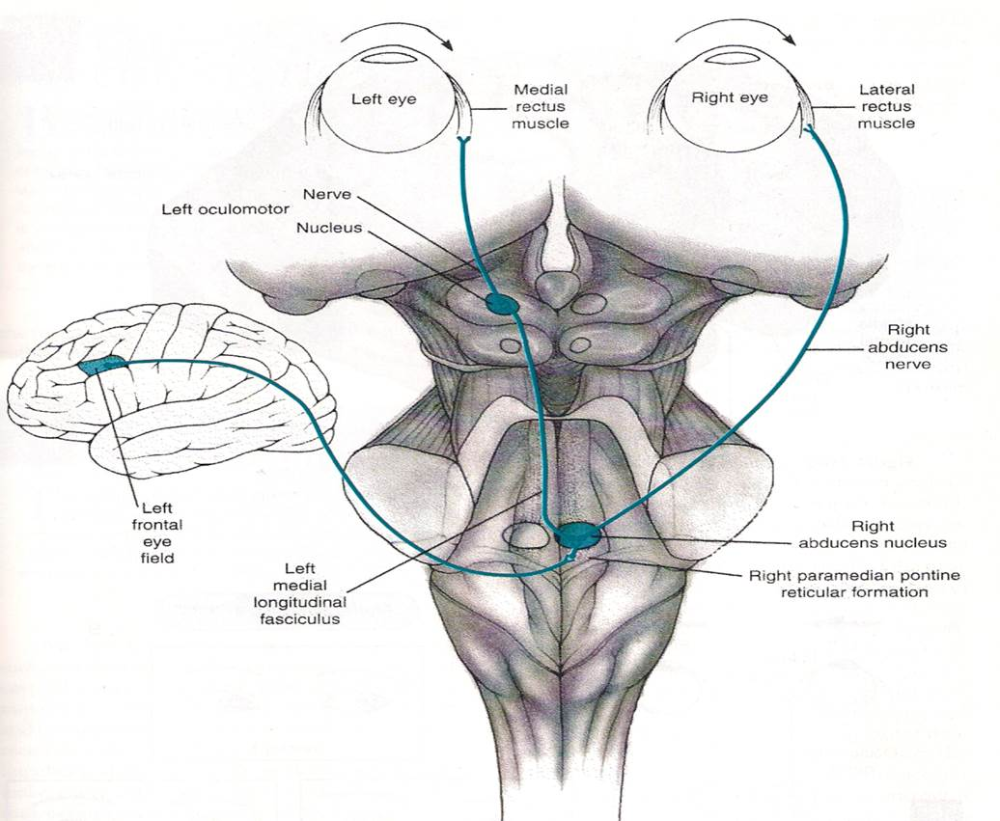 Left eye
Medial
rectus
muscle
Right eye
Lateral
rectus
muscle
Nerve
Left oculomotor
Nucleus
Right
abducens
nerve
Left
frontal
eye
field
Left
medial
longitudinal
fasciculus
Right
abducens nucleus
Right paramedian pontine
reticular formation